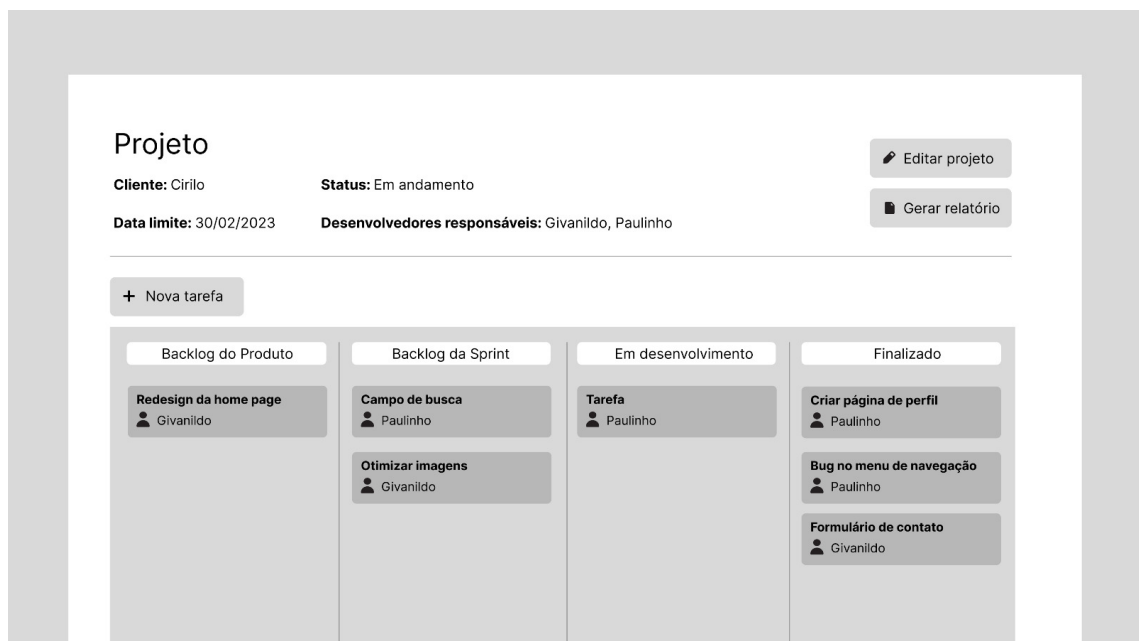 Projeto
Editar projeto
Cliente: Cirilo
Status: Em andamento
Gerar relatório
Data limite: 30/02/2023
Desenvolvedores responsáveis: Givanildo, Paulinho
Nova tarefa
Backlog do Produto
Redesign da home page
Givanildo
Backlog da Sprint
Campo de busca
Paulinho
Otimizar imagens
Givanildo
Em desenvolvimento
Tarefa
Paulinho
Finalizado
Criar página de perfil
Paulinho
Bug no menu de navegação
Paulinho
Formulário de contato
Givanildo